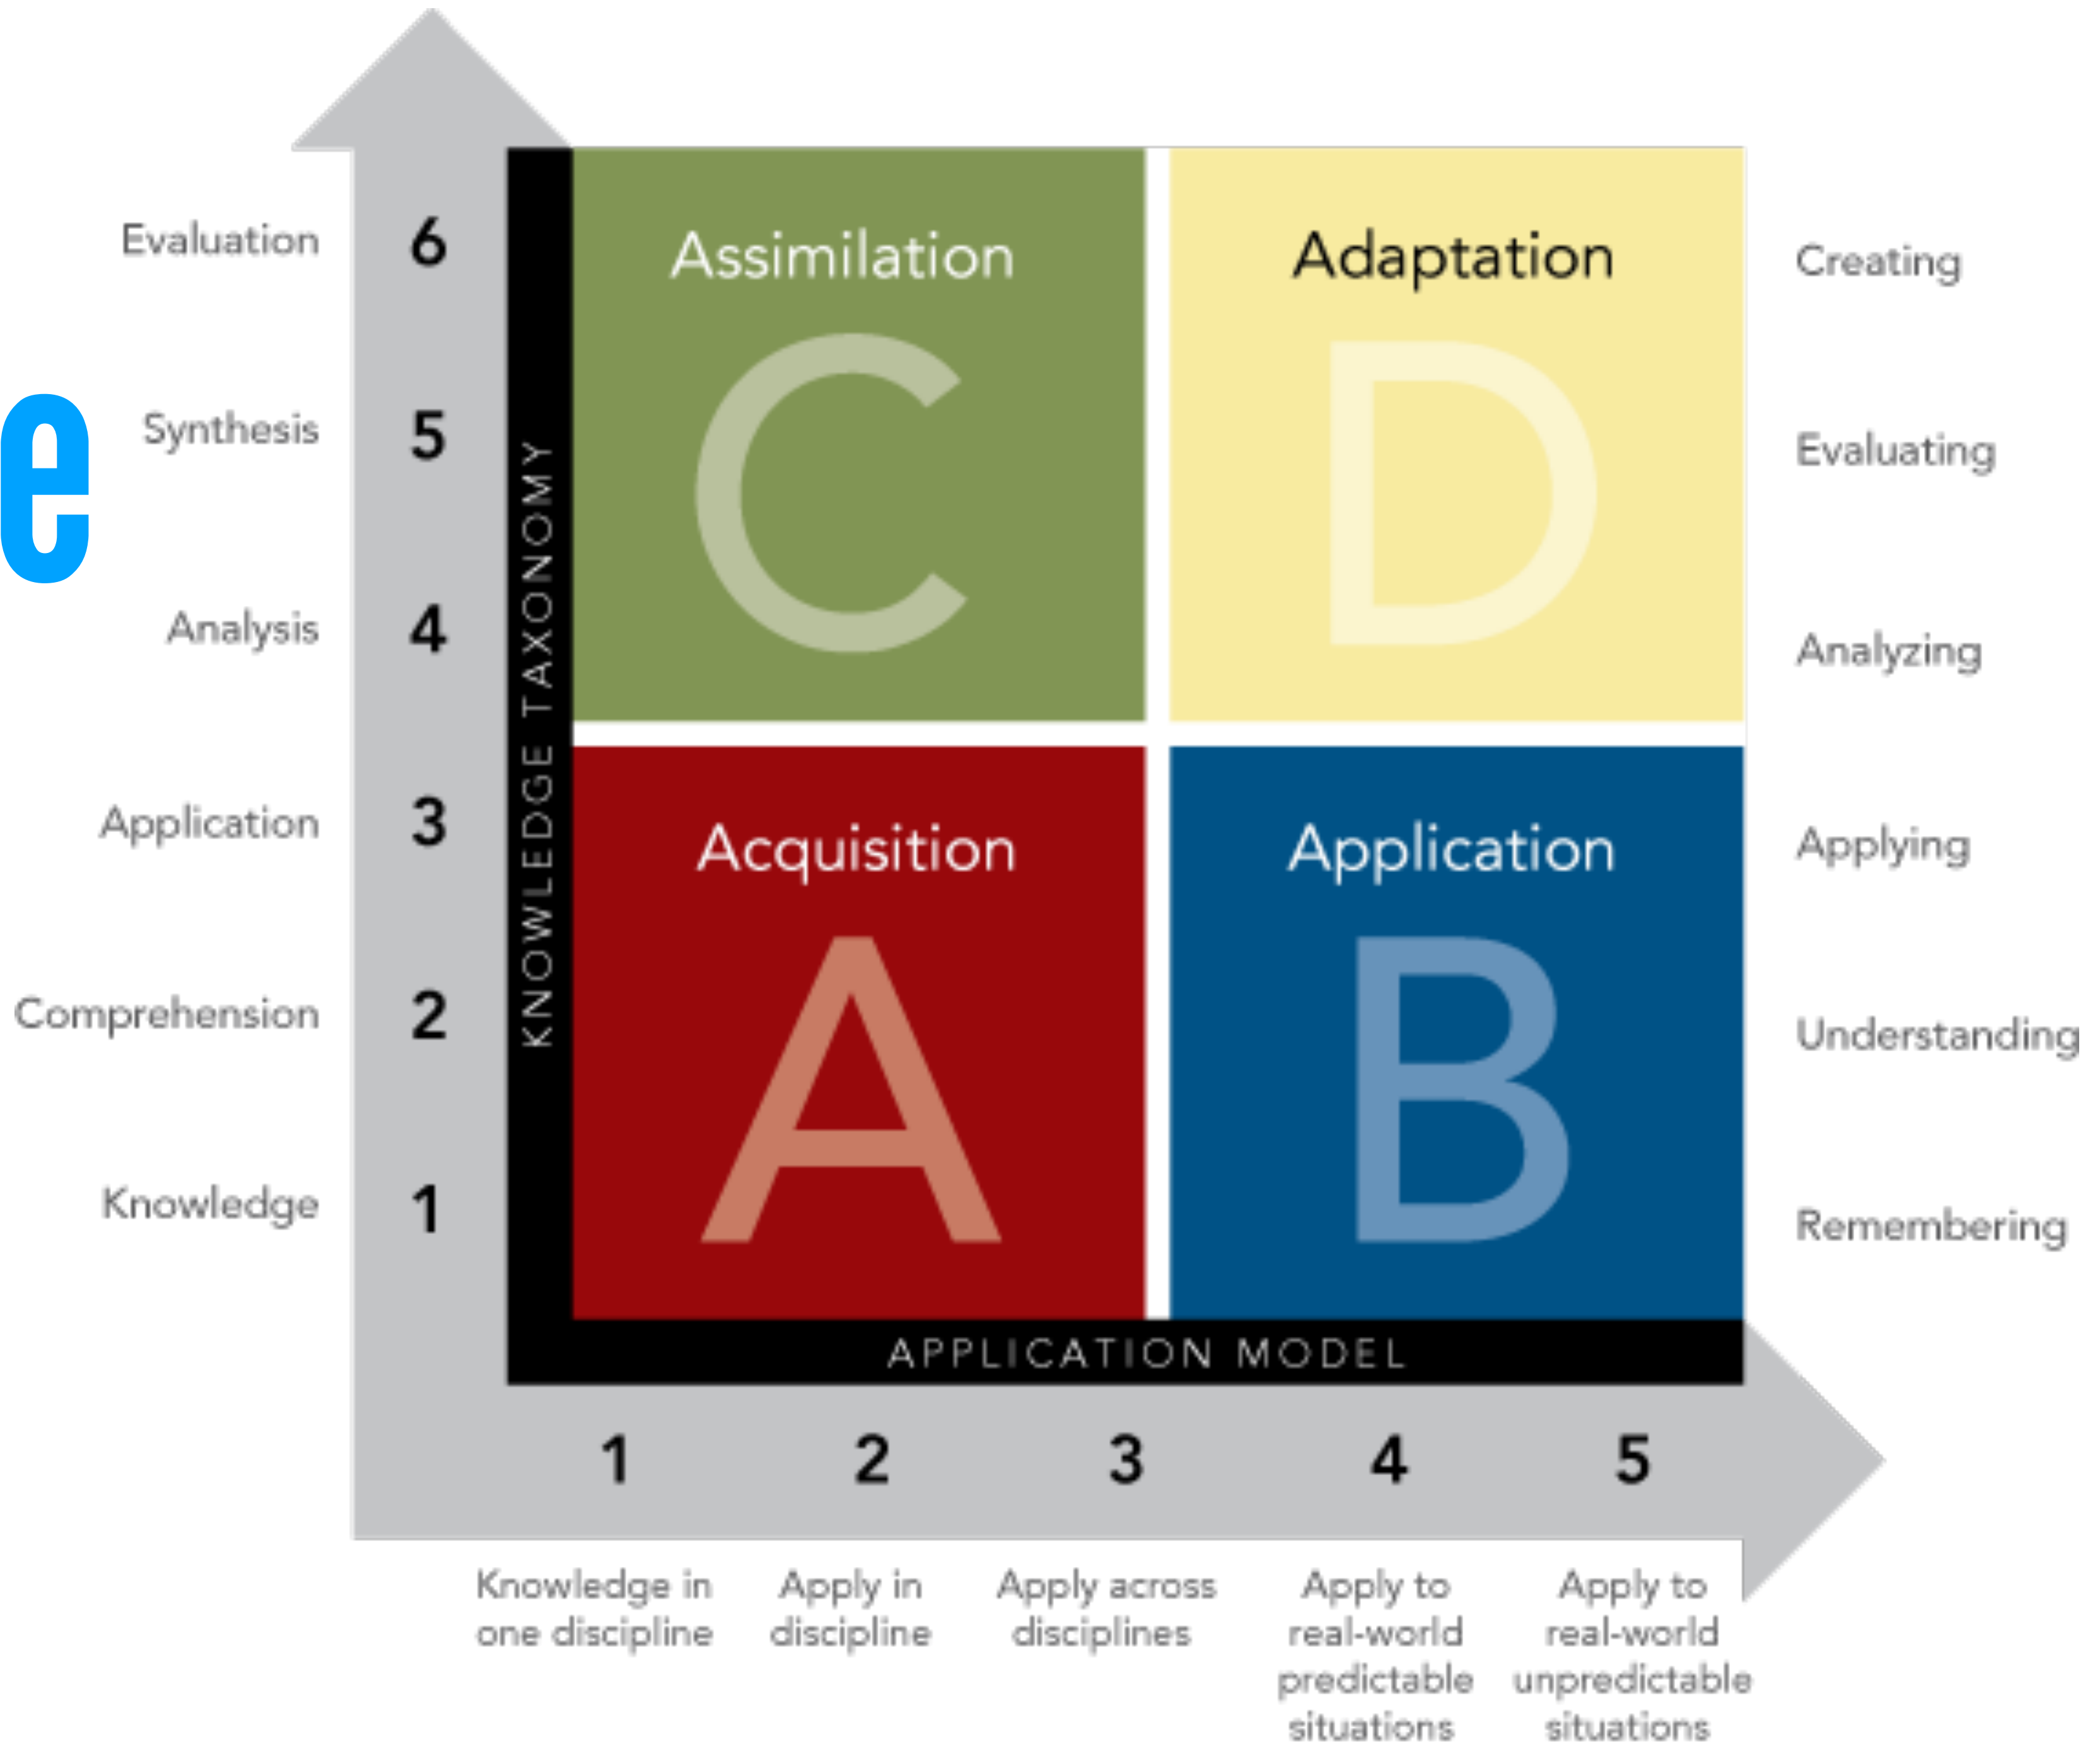 Evaluation
6
Assimilation
Adaptation
Creating
C
D
e
Synthesis
5
Evaluating
Analysis
4
Analyzing
KNOWLEDGE TAXONOMY
Application
3
Acquisition
Application
Applying
A
B
Comprehension
2
Understanding
Knowledge
1
Remembering
APPLICATION MODEL
1
2
3
4
5
Knowledge in
one discipline
Apply in
discipline
Apply across
disciplines
Apply to
real-world
predictable
situations
Apply to
real-world
unpredictable
situations